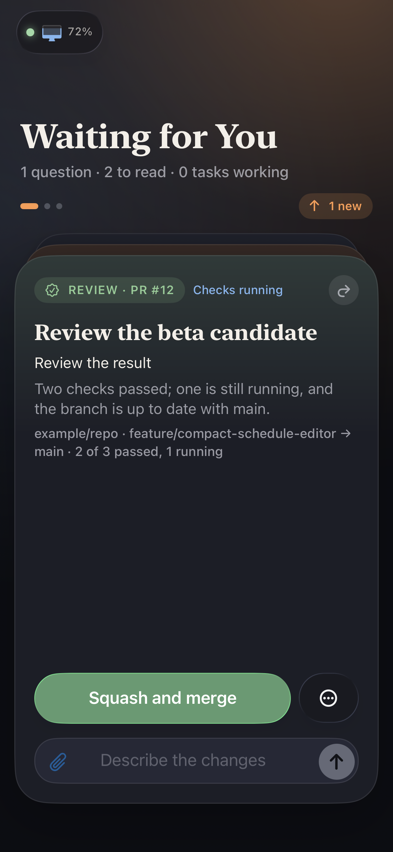 72%
Waiting for You
1 question · 2 to read · 0 tasks working
1 new
REVIEW · PR #12
Checks running
Review the beta candidate
Review the result
Two checks passed; one is still running, and
the branch is up to date with main.
example/repo · feature/compact-schedule-editor →
main · 2 of 3 passed, 1 running
Squash and merge
Describe the changes